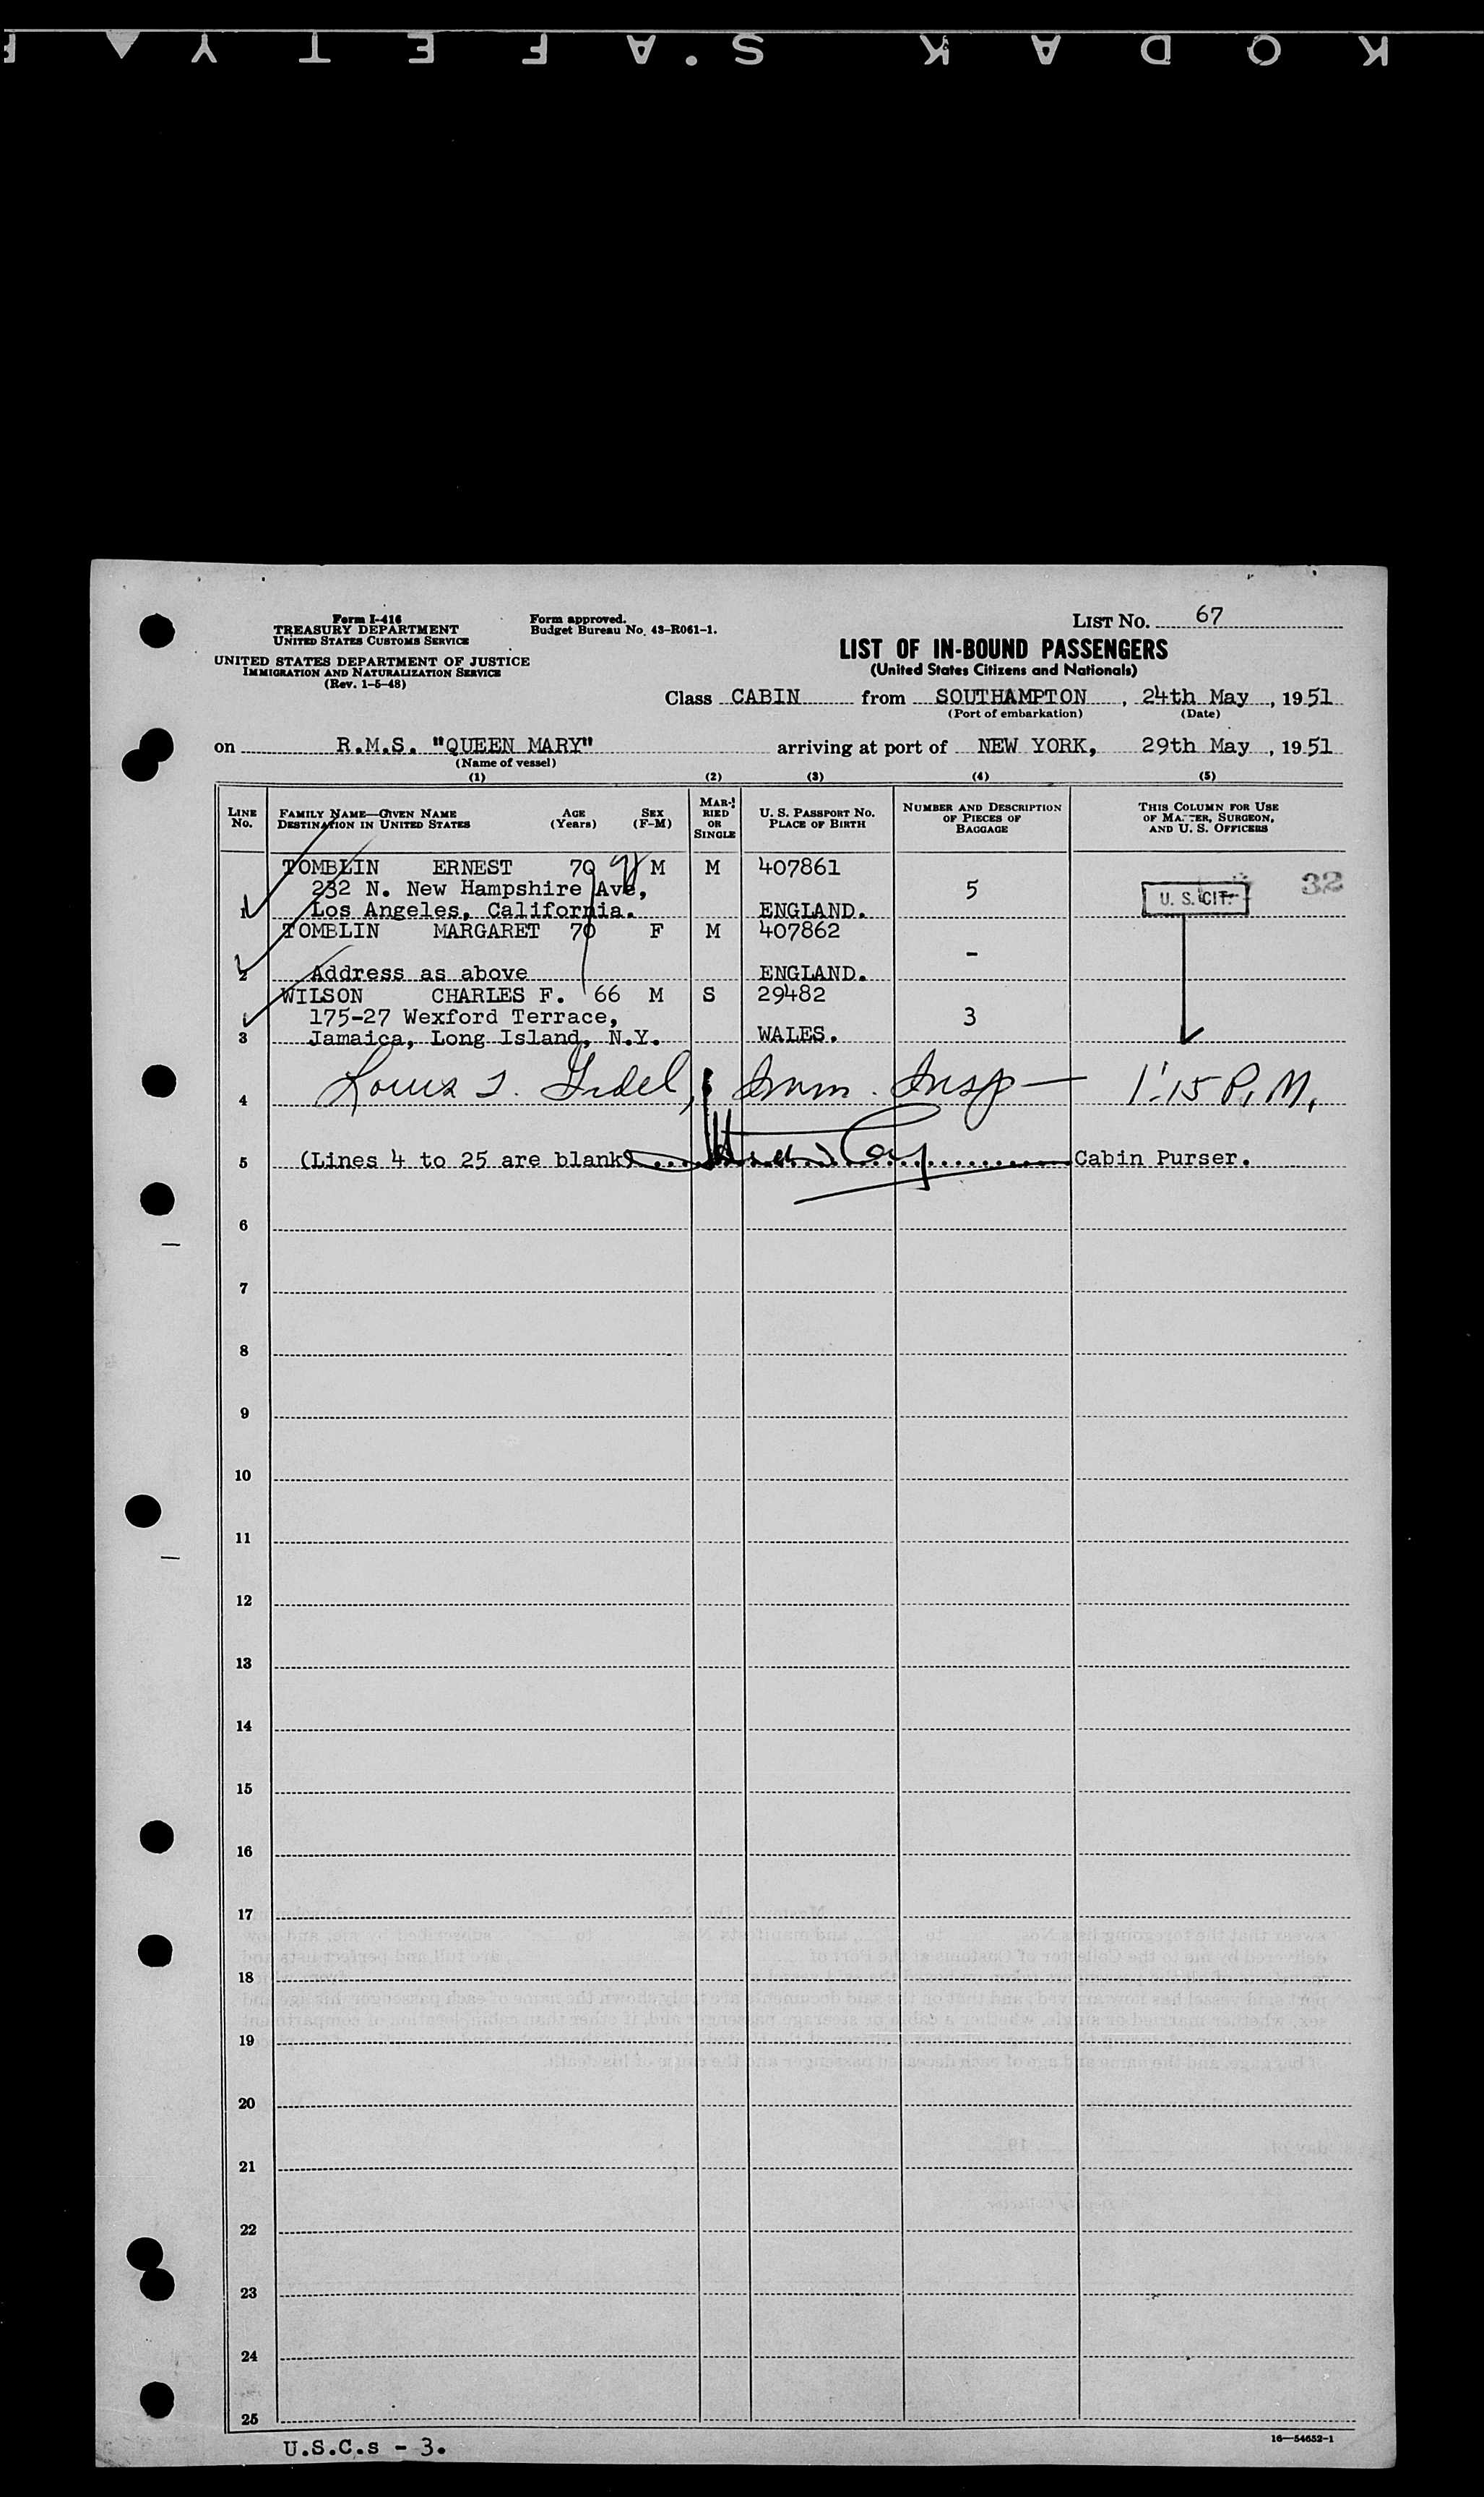 KODAK S.AFETY
Form I-416
TREASURY DEPARTMENT
UNITED STATES CUSTOMS SERVICE
UNITED STATES DEPARTMENT OF JUSTICE
IMMIGRATION AND NATURALIZATION SERVICE
(Rev. 1-5-48)
Form approved.
Budget Bureau No. 43-R061-1.
LIST No. 67
LIST OF IN-BOUND PASSENGERS
(United States Citizens and Nationals)
Class CABIN from SOUTHAMPTON, 24th May, 1951
(Port of embarkation) (Date)
on R.M.S. "QUEEN MARY" arriving at port of NEW YORK, 29th May, 1951
(Name of vessel)
(1) (2) (3) (4) (5)
LINE No. FAMILY NAME—GIVEN NAME DESTINATION IN UNITED STATES AGE (Years) SEX (F-M) MARRIED OR SINGLE U. S. PASSPORT No. PLACE OF BIRTH NUMBER AND DESCRIPTION OF PIECES OF BAGGAGE THIS COLUMN FOR USE OF MASTER, SURGEON, AND U. S. OFFICERS
TOMBLIN ERNEST 70 M M 407861
232 N. New Hampshire Ave, 5 U. S. CIT. 32
1 Los Angeles, California. ENGLAND.
TOMBLIN MARGARET 70 F M 407862
-
2 Address as above ENGLAND.
WILSON CHARLES F. 66 M S 29482
175-27 Wexford Terrace, 3
3 Jamaica, Long Island, N.Y. WALES.
4 Louis I. Fidel, Imm. Insp — 1:15 P.M.
5 (Lines 4 to 25 are blank) Cabin Purser.
6
7
8
9
10
11
12
13
14
15
16
17
18
19
20
21
22
23
24
25
U.S.C.s - 3.
16—54652-1